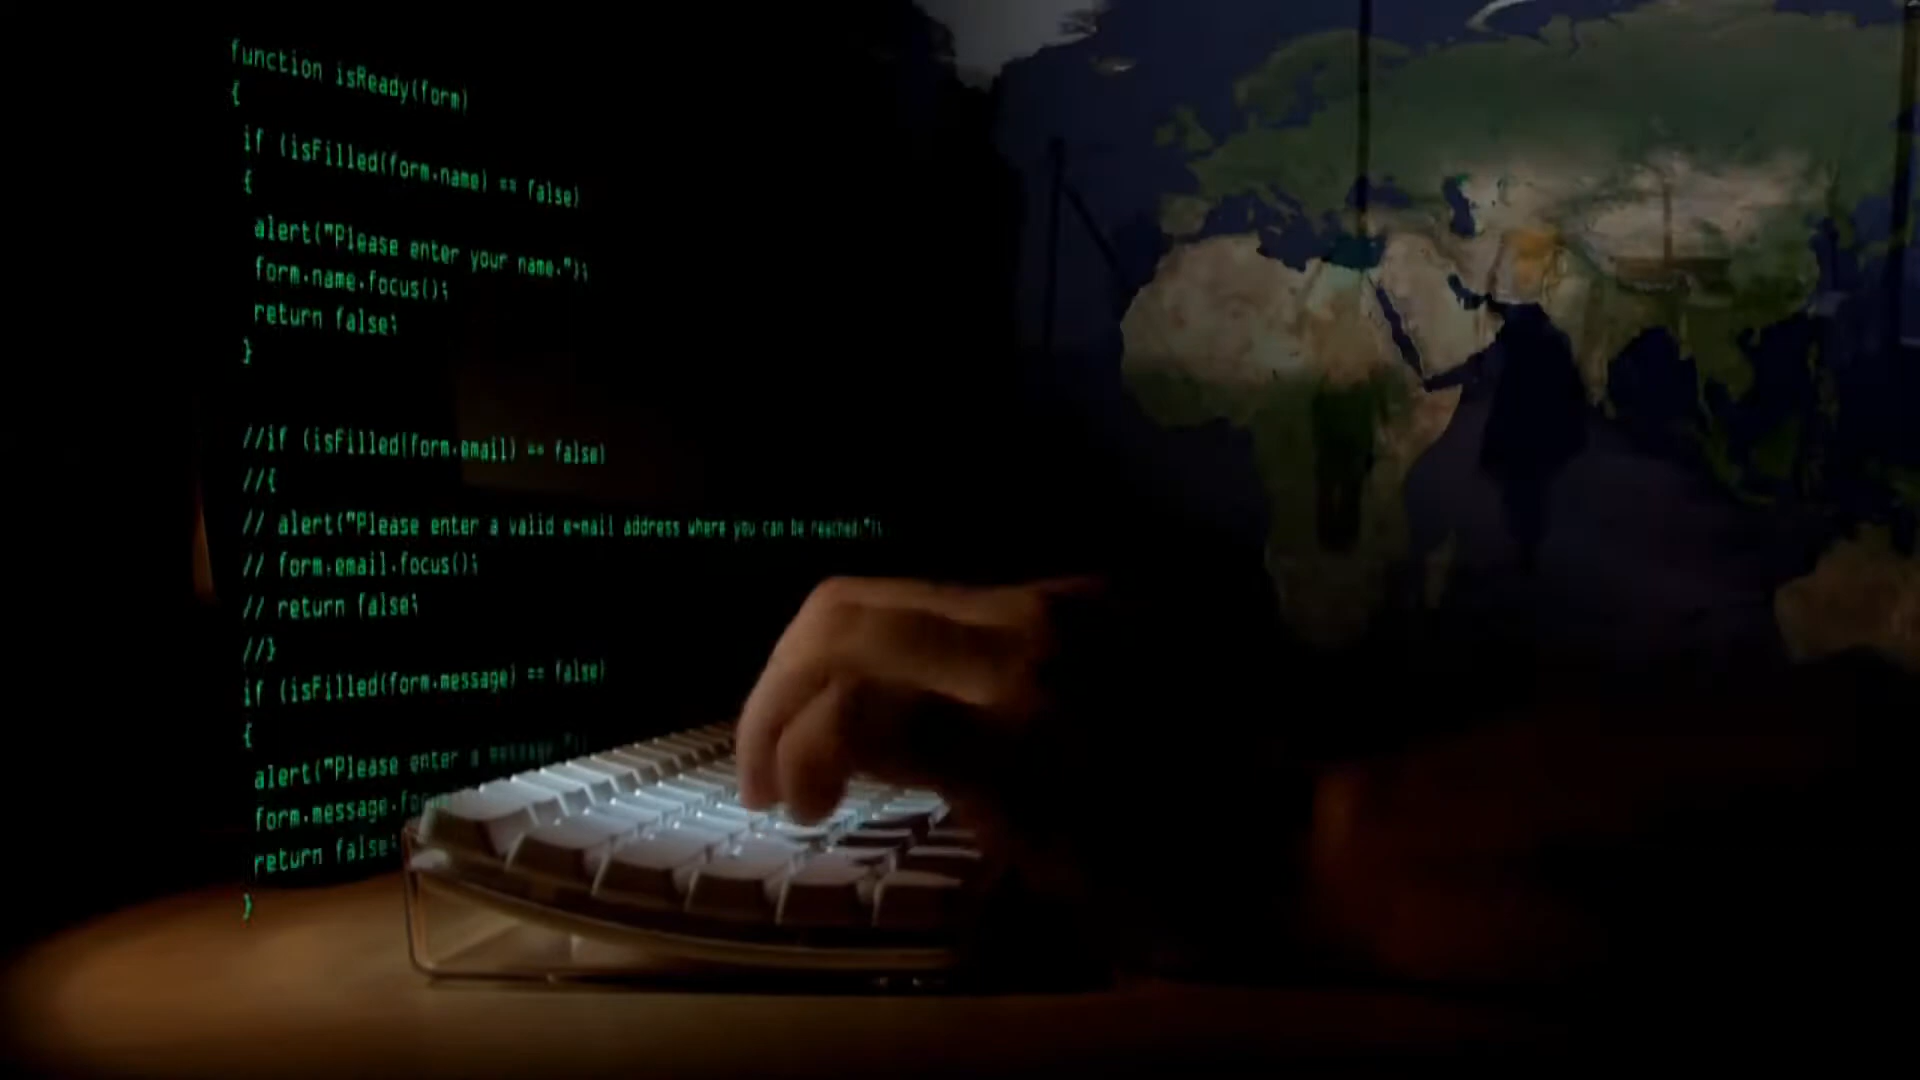 function isReady(form)
{
if (isFilled(form.name) == false)
{
alert("Please enter your name.");
form.name.focus();
return false;
}
//if (isFilled(form.email) == false)
//{
// alert("Please enter a valid e-mail address where you can be reached.");
// form.email.focus();
// return false;
//}
if (isFilled(form.message) == false)
{
alert("Please enter a message.");
form.message.focus
return false;
}